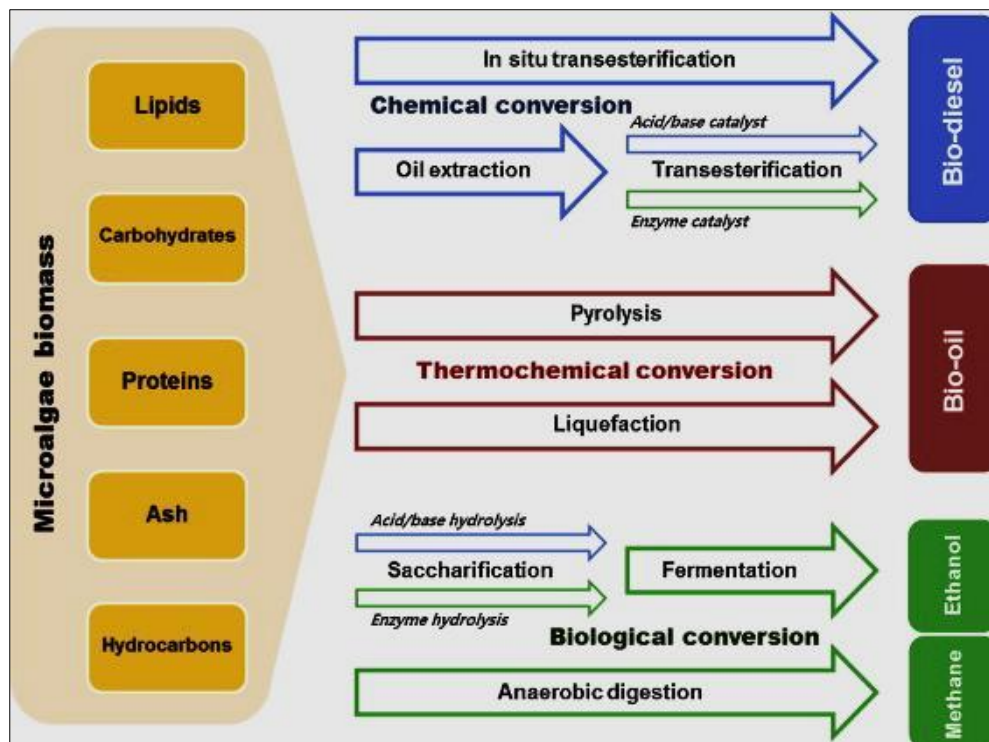 Microalgae biomass
Lipids
Carbohydrates
Proteins
Ash
Hydrocarbons
In situ transesterification
Chemical conversion
Oil extraction
Acid/base catalyst
Transesterification
Enzyme catalyst
Bio-diesel
Pyrolysis
Thermochemical conversion
Liquefaction
Bio-oil
Acid/base hydrolysis
Saccharification
Enzyme hydrolysis
Fermentation
Ethanol
Biological conversion
Anaerobic digestion
Methane